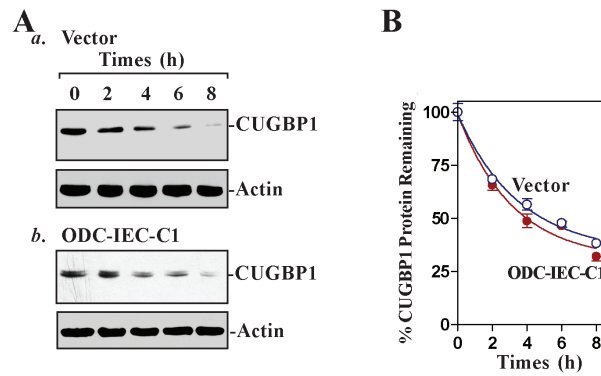 A
a. Vector
Times (h)
0 2 4 6 8
-CUGBP1
-Actin
b. ODC-IEC-C1
-CUGBP1
-Actin
B
% CUGBP1 Protein Remaining
100
75
50
25
0
Vector
ODC-IEC-C1
0 2 4 6 8
Times (h)